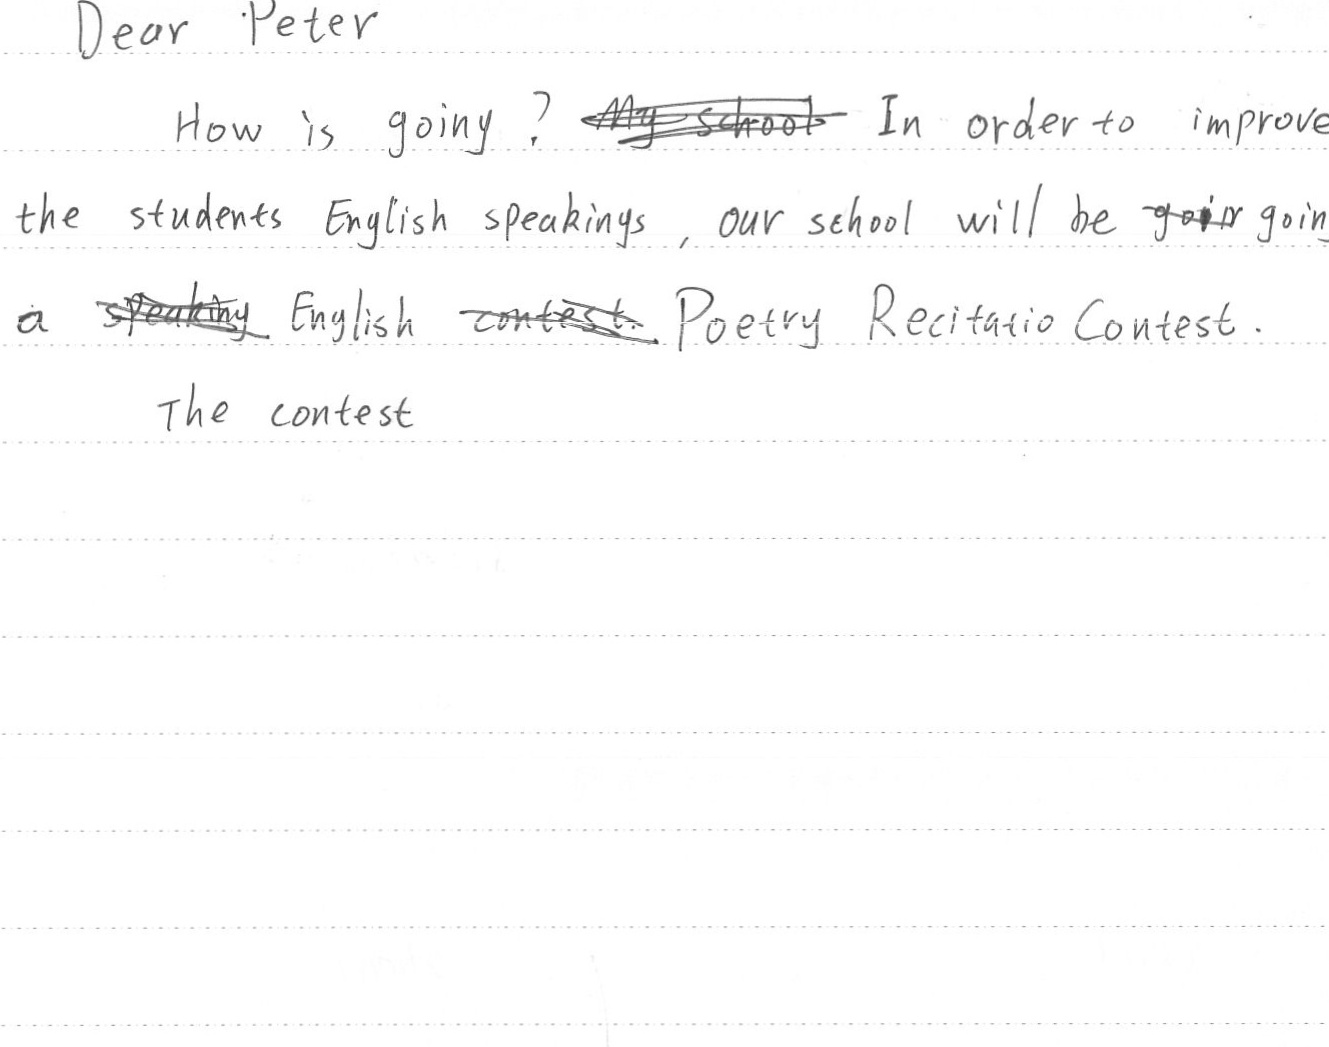 Dear Peter
How is goiny ? My school In order to improve
the students English speakings , our school will be goin goin
a speaking English contest. Poetry Recitatio Contest .
The contest